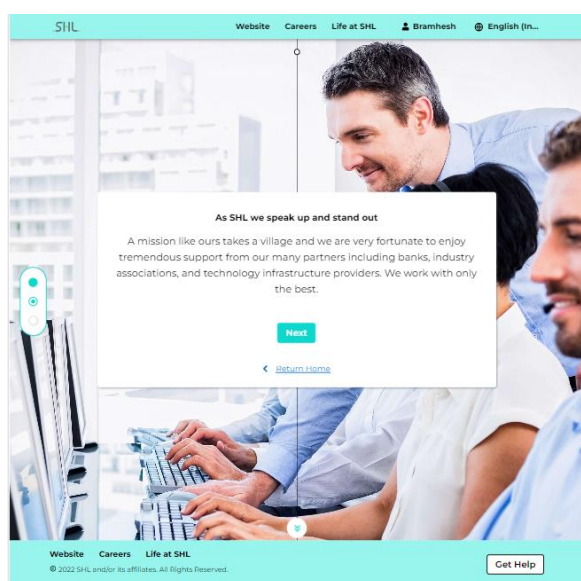 SHL
Website Careers Life at SHL Bramhesh English (In...
As SHL we speak up and stand out
A mission like ours takes a village and we are very fortunate to enjoy
tremendous support from our many partners including banks, industry
associations, and technology infrastructure providers. We work with only
the best.
Next
Return Home
Website Careers Life at SHL
© 2022 SHL and/or its affiliates. All Rights Reserved.
Get Help